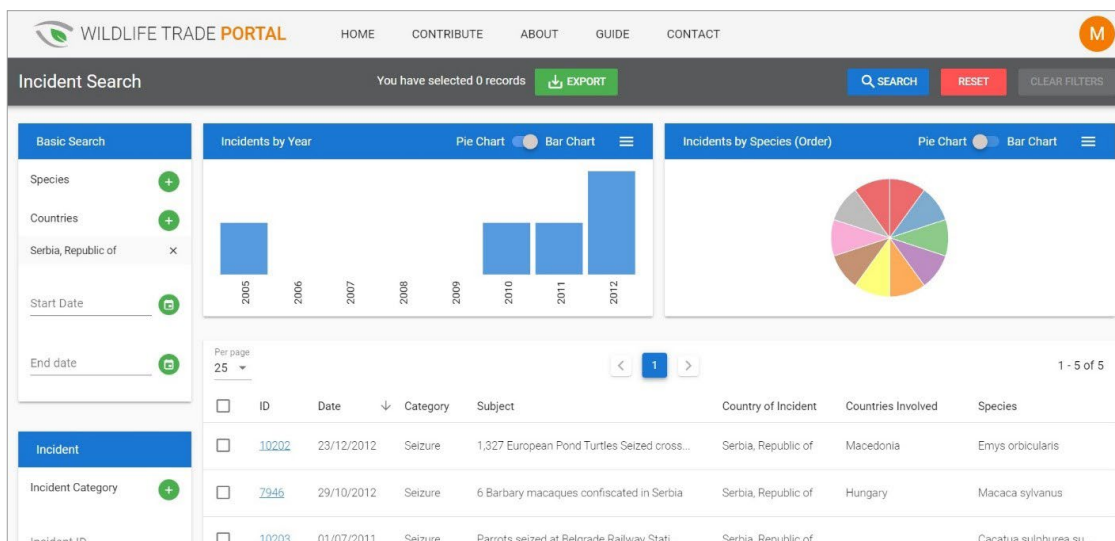 WILDLIFE TRADE PORTAL HOME CONTRIBUTE ABOUT GUIDE CONTACT M
Incident Search You have selected 0 records EXPORT SEARCH RESET CLEAR FILTERS
Basic Search
Species
Countries
Serbia, Republic of ×
Start Date
End date
Incident
Incident Category
Incident ID
Incidents by Year Pie Chart Bar Chart
2005 2006 2007 2008 2009 2010 2011 2012
Incidents by Species (Order) Pie Chart Bar Chart
Per page
25 < 1 > 1 - 5 of 5
ID Date Category Subject Country of Incident Countries Involved Species
10202 23/12/2012 Seizure 1,327 European Pond Turtles Seized cross... Serbia, Republic of Macedonia Emys orbicularis
7946 29/10/2012 Seizure 6 Barbary macaques confiscated in Serbia Serbia, Republic of Hungary Macaca sylvanus
10203 01/07/2011 Seizure Parrots seized at Belgrade Railway Stati... Serbia, Republic of Cacatua sulphurea su...